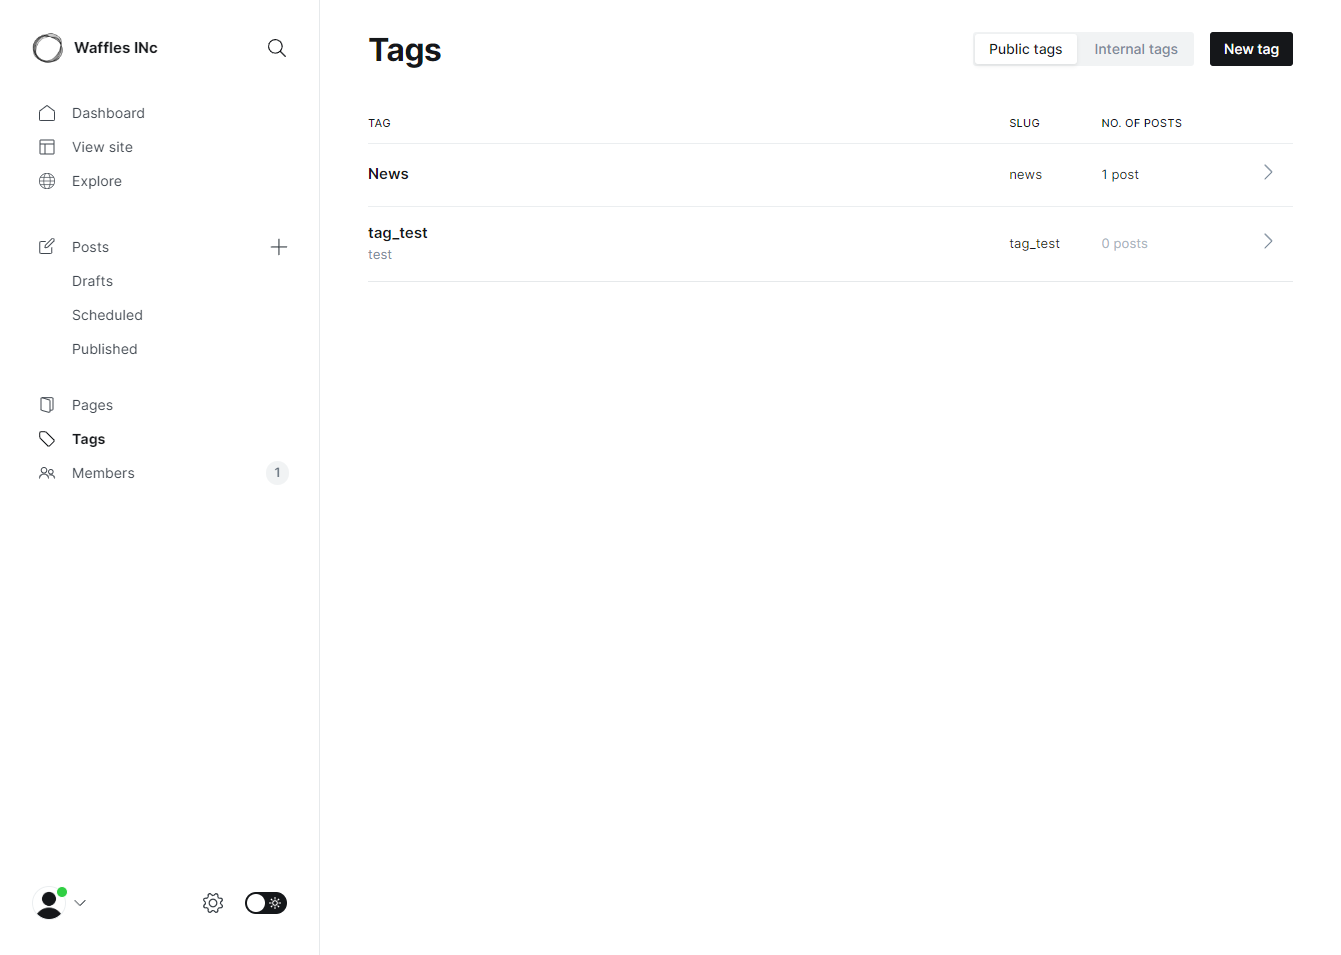 Waffles INc
Dashboard
View site
Explore
Posts
Drafts
Scheduled
Published
Pages
Tags
Members 1
Tags
Public tags Internal tags New tag
TAG SLUG NO. OF POSTS
News news 1 post
tag_test
test
tag_test 0 posts